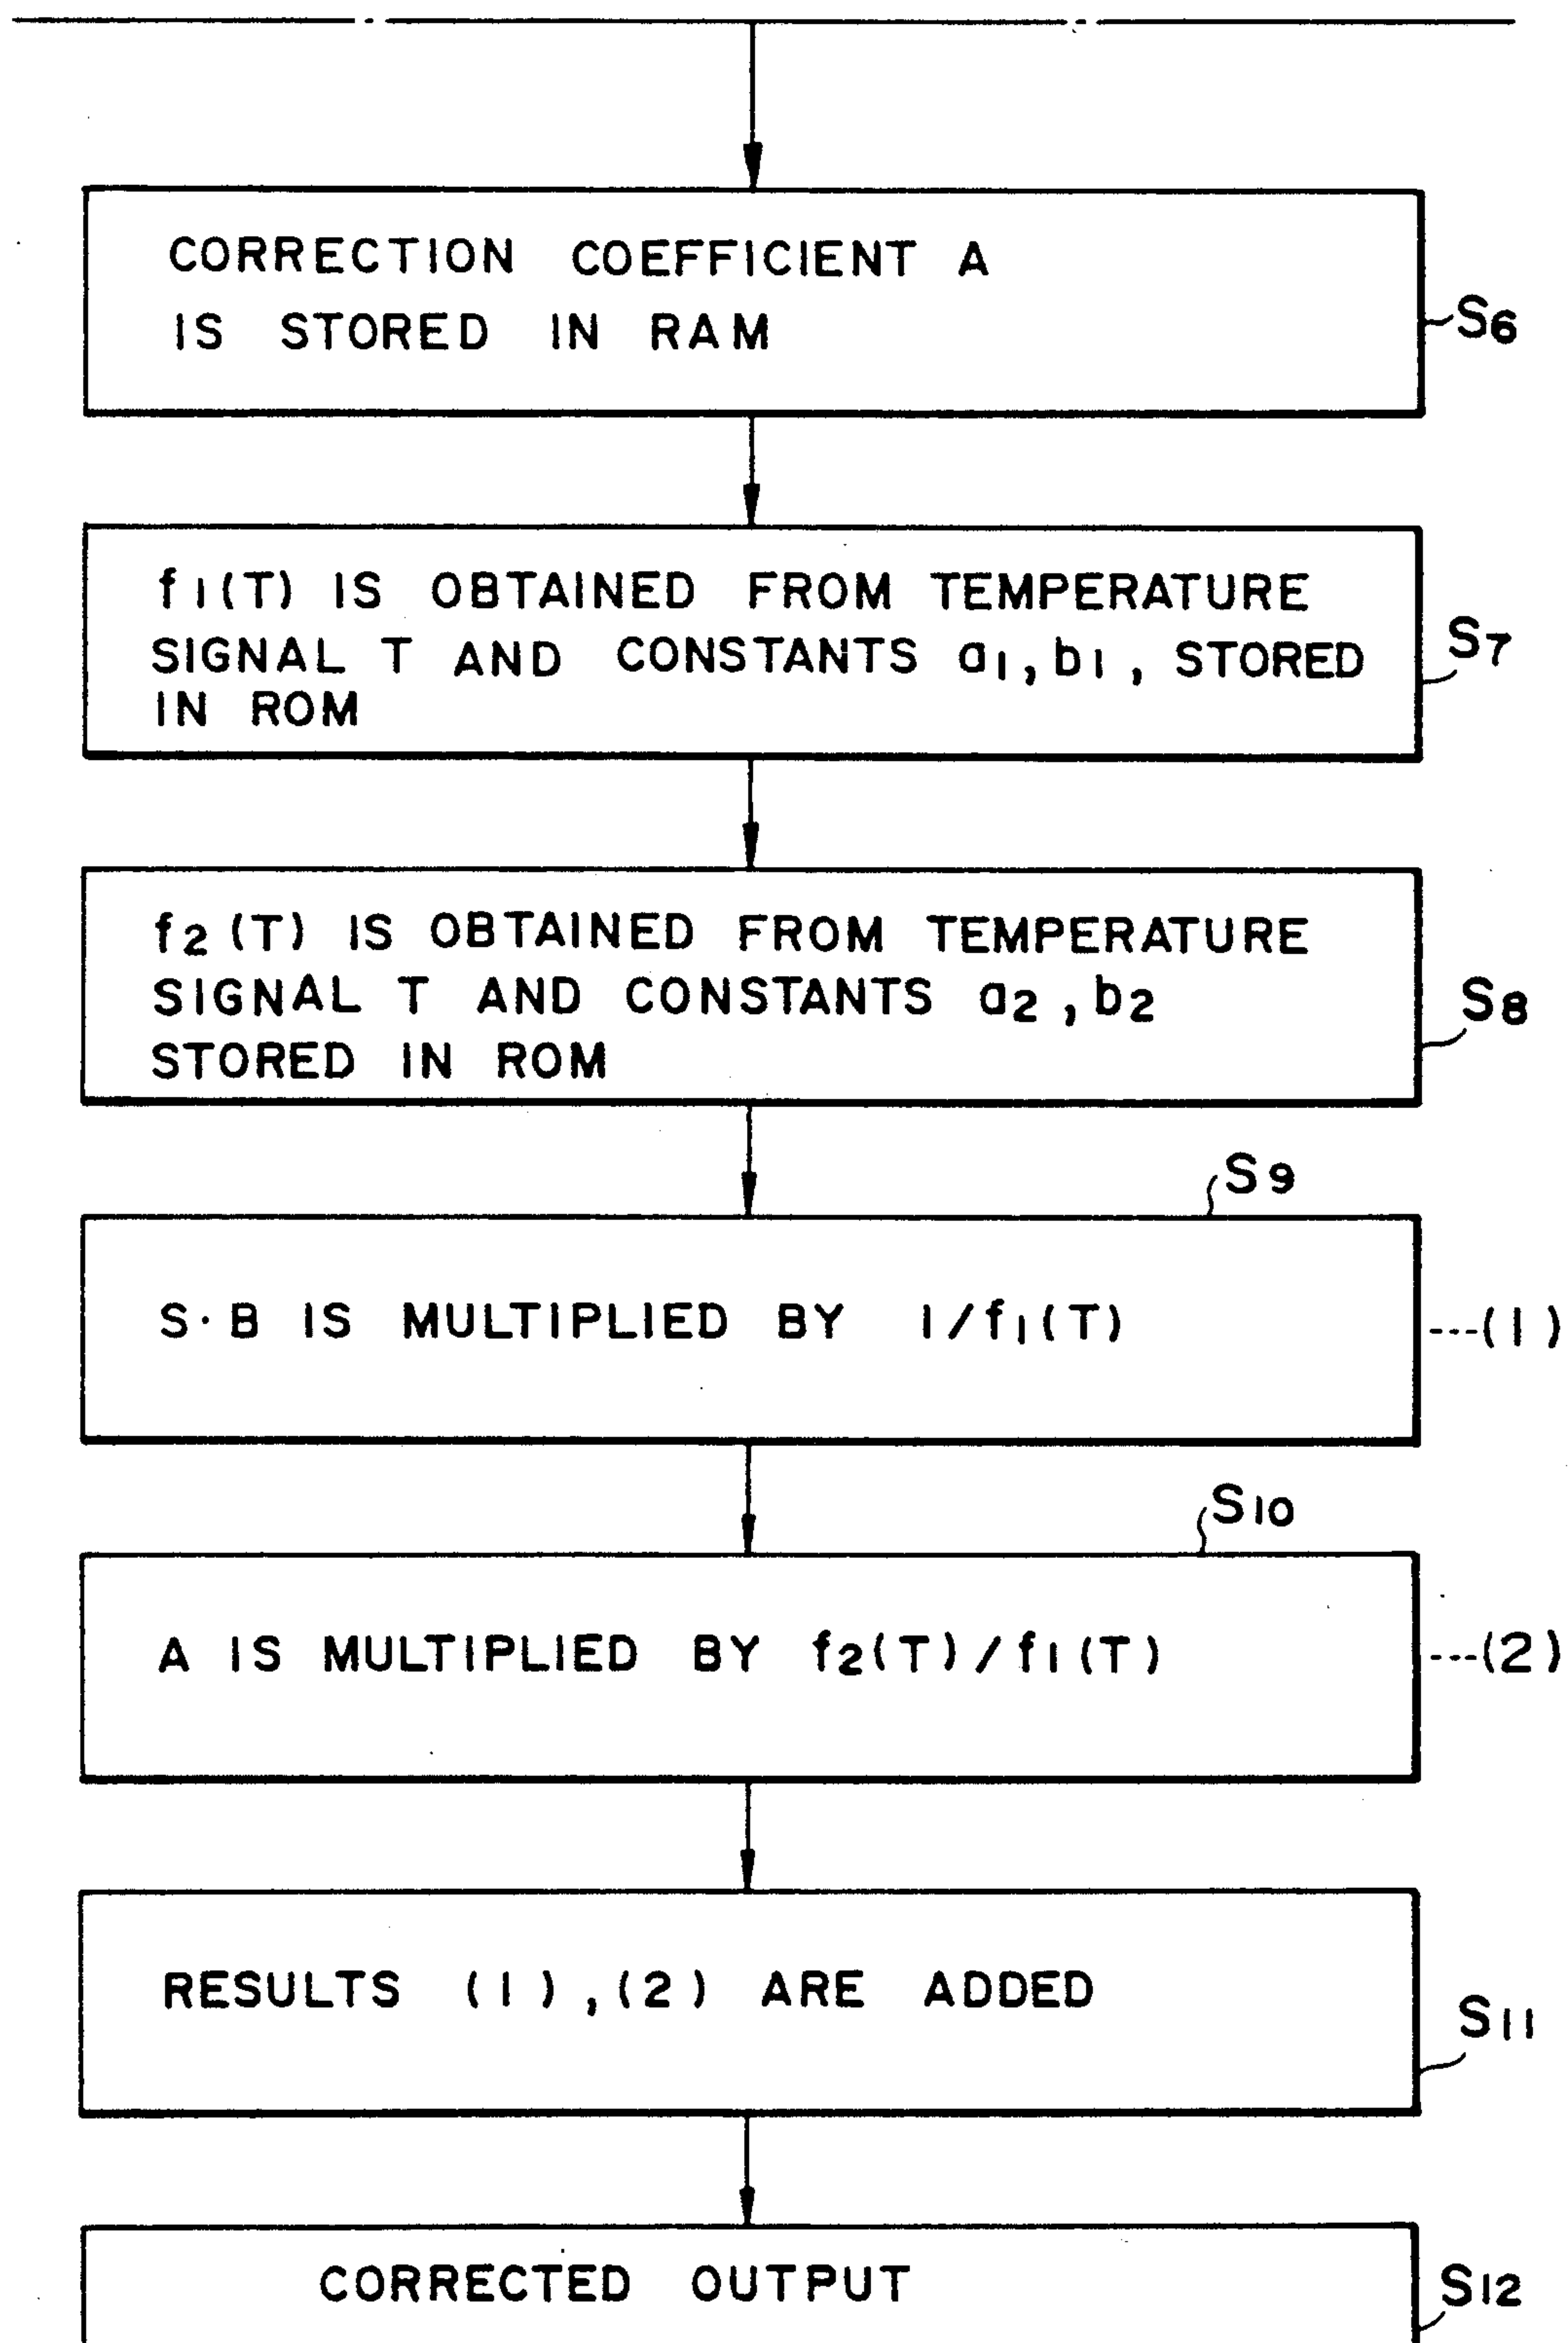 CORRECTION COEFFICIENT A
IS STORED IN RAM
S6
f1(T) IS OBTAINED FROM TEMPERATURE
SIGNAL T AND CONSTANTS a1, b1, STORED
IN ROM
S7
f2(T) IS OBTAINED FROM TEMPERATURE
SIGNAL T AND CONSTANTS a2, b2
STORED IN ROM
S8
S9
S·B IS MULTIPLIED BY 1/f1(T)
---(1)
S10
A IS MULTIPLIED BY f2(T)/f1(T)
---(2)
RESULTS (1),(2) ARE ADDED
S11
CORRECTED OUTPUT
S12